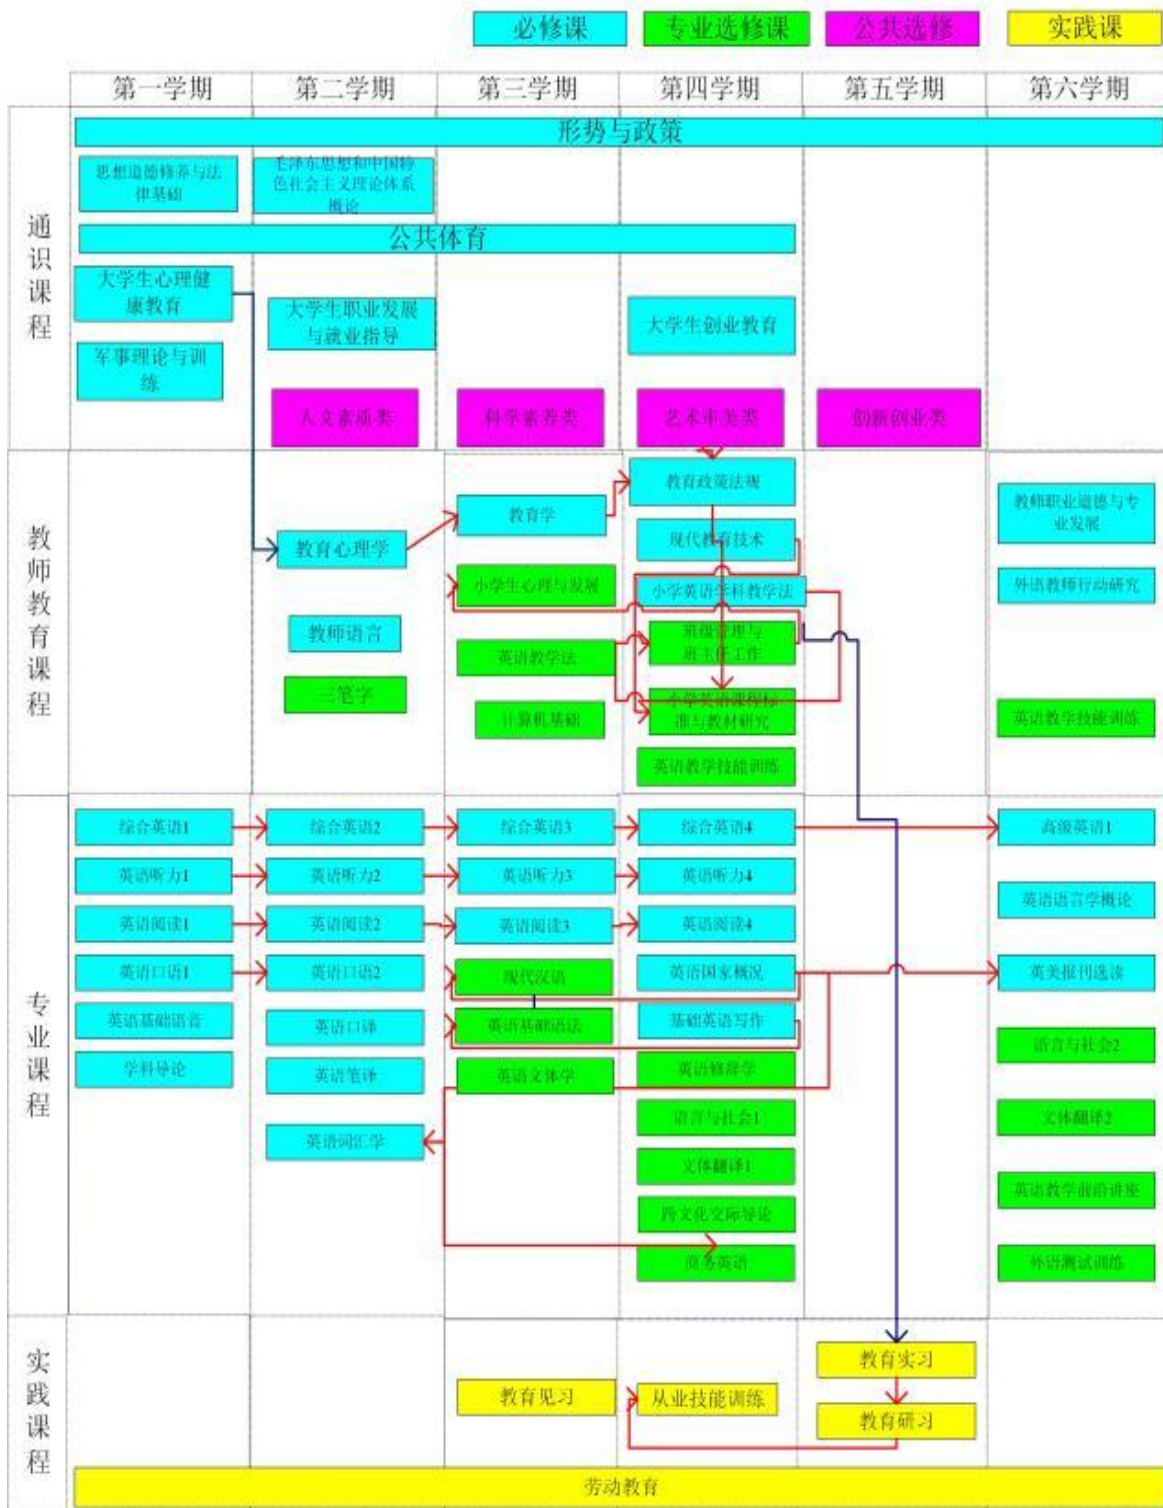 必修课
专业选修课
公共选修
实践课
第一学期
第二学期
第三学期
第四学期
第五学期
第六学期
通识课程
形势与政策
思想道德修养与法
律基础
毛泽东思想和中国特
色社会主义理论体系
概论
公共体育
大学生心理健
康教育
大学生职业发展
与就业指导
大学生创业教育
军事理论与训
练
人文素质类
科学素养类
艺术审美类
创新创业类
教师教育课程
教育政策法规
教师职业道德与专
业发展
教育学
教育心理学
现代教育技术
小学生心理与发展
小学英语学科教学法
外语教师行动研究
教师语言
班级管理与
班主任工作
英语教学法
三笔字
计算机基础
小学英语课程标
准与教材研究
英语教学技能训练
英语教学技能训练
专业课程
综合英语1
综合英语2
综合英语3
综合英语4
高级英语1
英语听力1
英语听力2
英语听力3
英语听力4
英语语言学概论
英语阅读1
英语阅读2
英语阅读3
英语阅读4
英语口语1
英语口语2
现代汉语
英语国家概况
英美报刊选读
英语基础语音
英语口译
英语基础语法
基础英语写作
语言与社会2
学科导论
英语笔译
英语文体学
英语修辞学
语言与社会1
文体翻译2
英语词汇学
文体翻译1
英语教学前沿讲座
跨文化交际导论
商务英语
外语测试训练
实践课程
教育实习
教育见习
从业技能训练
教育研习
劳动教育